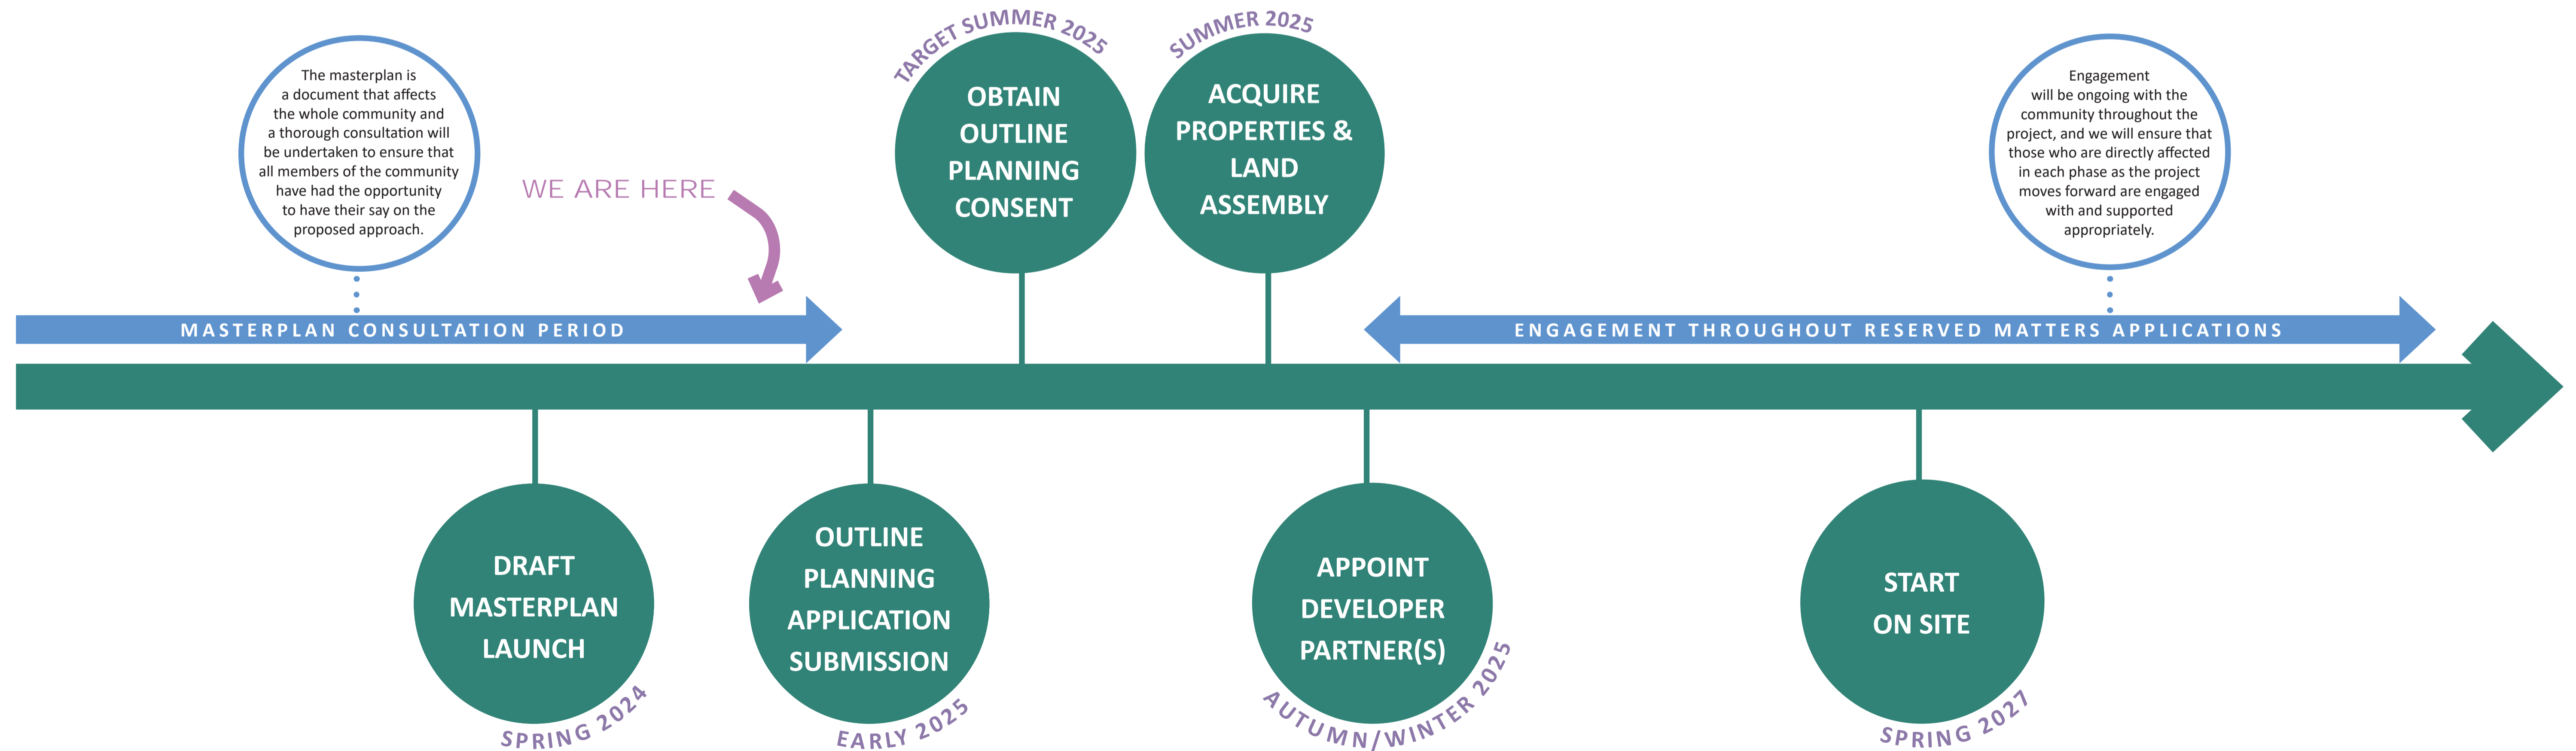 The masterplan is
a document that affects
the whole community and
a thorough consultation will
be undertaken to ensure that
all members of the community
have had the opportunity
to have their say on the
proposed approach.
WE ARE HERE
TARGET SUMMER 2025
OBTAIN
OUTLINE
PLANNING
CONSENT
SUMMER 2025
ACQUIRE
PROPERTIES &
LAND
ASSEMBLY
Engagement
will be ongoing with the
community throughout the
project, and we will ensure that
those who are directly affected
in each phase as the project
moves forward are engaged
with and supported
appropriately.
MASTERPLAN CONSULTATION PERIOD
ENGAGEMENT THROUGHOUT RESERVED MATTERS APPLICATIONS
DRAFT
MASTERPLAN
LAUNCH
SPRING 2024
OUTLINE
PLANNING
APPLICATION
SUBMISSION
EARLY 2025
APPOINT
DEVELOPER
PARTNER(S)
AUTUMN/WINTER 2025
START
ON SITE
SPRING 2027